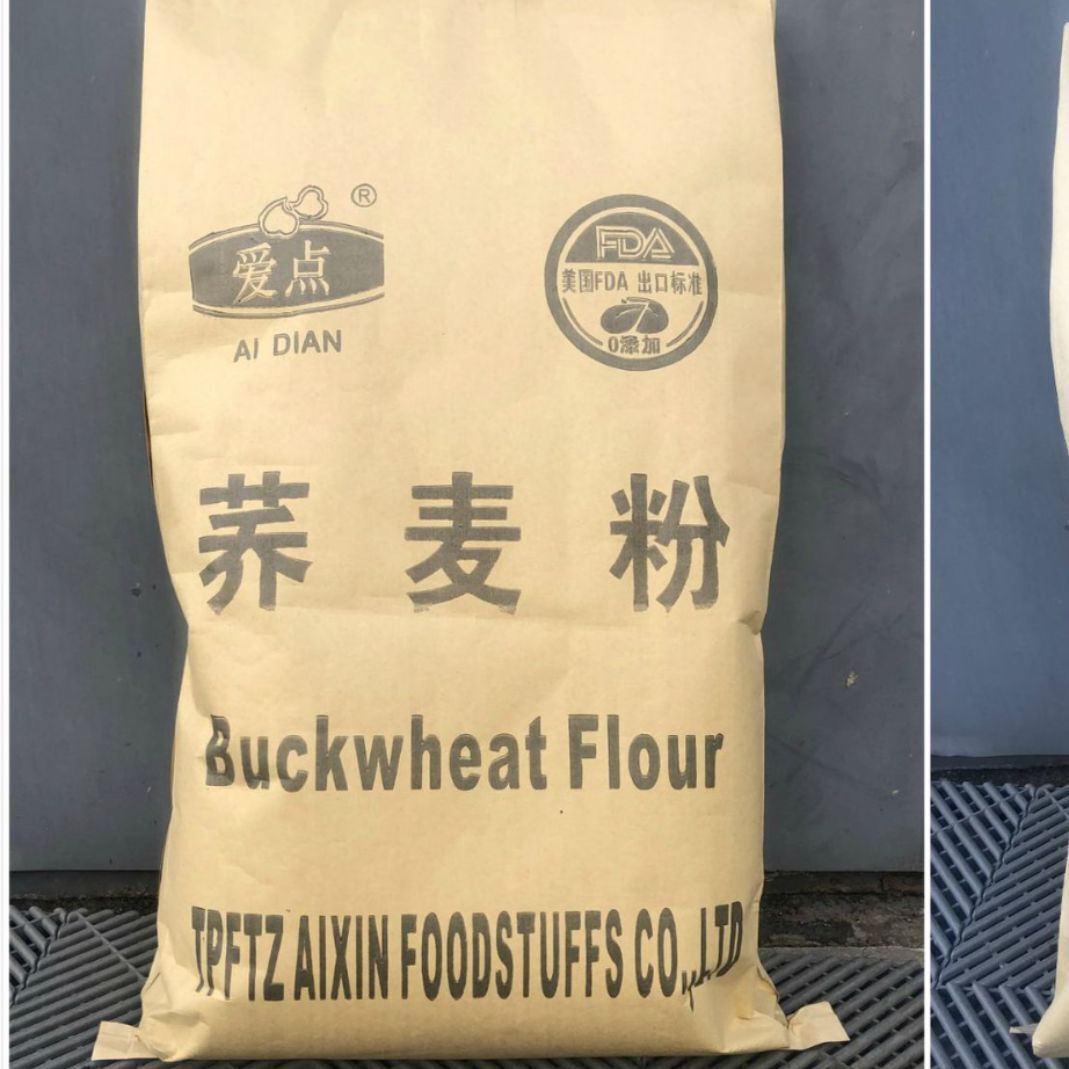 ®
爱点
AI DIAN
FDA
美国FDA 出口标准
0添加
荞麦粉
Buckwheat Flour
TPFTZ AIXIN FOODSTUFFS CO.,LTD